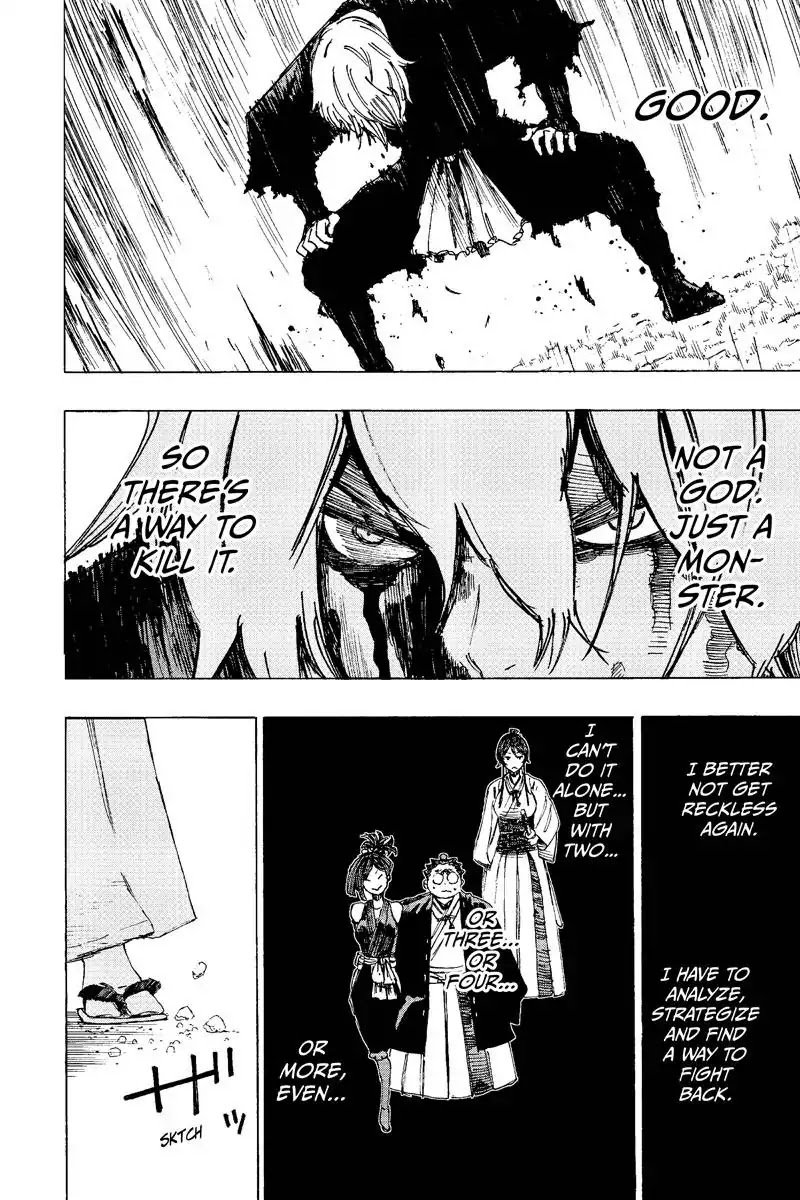 GOOD.
NOT A
GOD.
JUST A
MON-
STER.
SO
THERE'S
A WAY TO
KILL IT.
I BETTER
NOT GET
RECKLESS
AGAIN.
I HAVE TO
ANALYZE,
STRATEGIZE
AND FIND
A WAY TO
FIGHT
BACK.
I
CAN'T
DO IT
ALONE...
BUT
WITH
TWO...
OR
THREE...
OR
FOUR...
OR
MORE,
EVEN...
ザッ
SKTCH